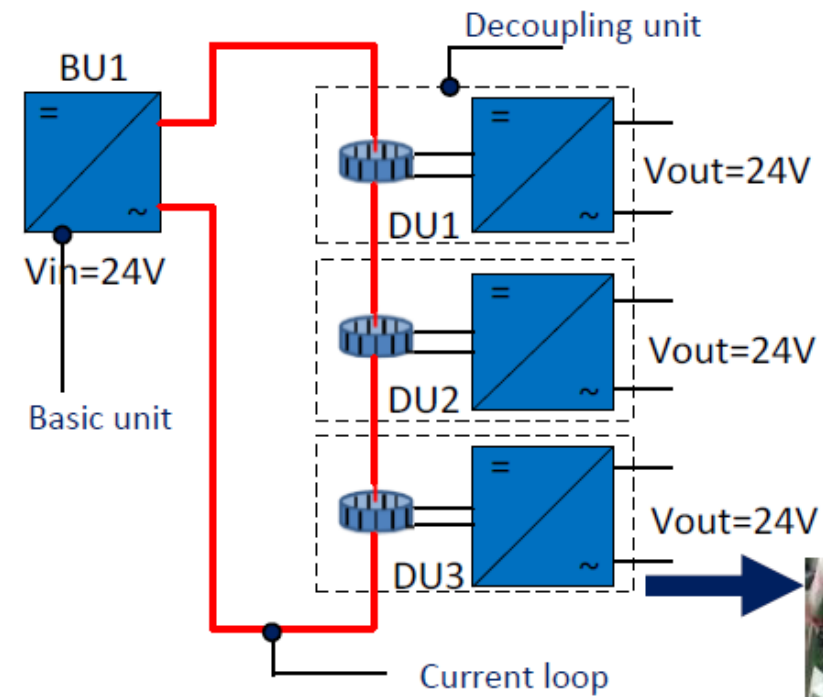 Decoupling unit
BU1
=
~
Vin=24V
Basic unit
=
~
DU1
Vout=24V
=
~
DU2
Vout=24V
=
~
DU3
Vout=24V
Current loop